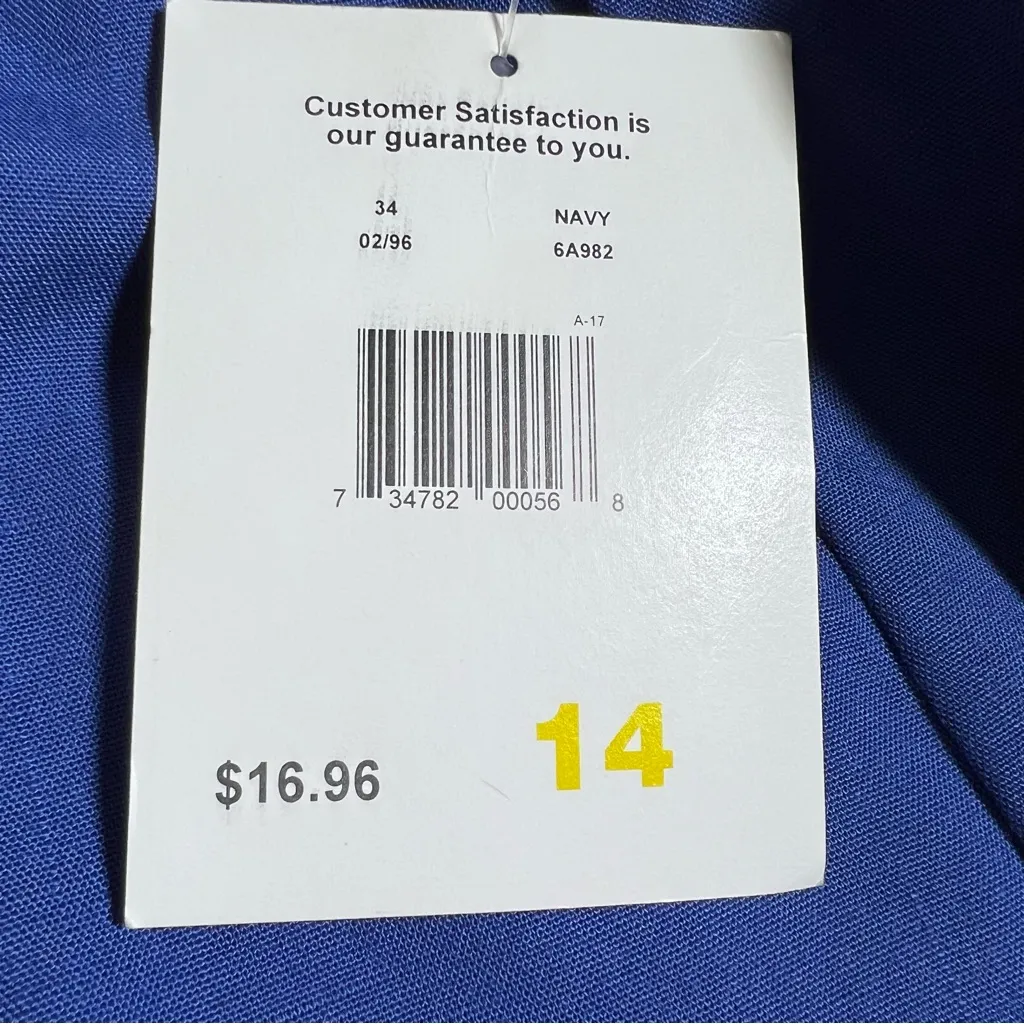 Customer Satisfaction is
our guarantee to you.
34 NAVY
02/96 6A982
A-17
7 34782 00056 8
14
$16.96